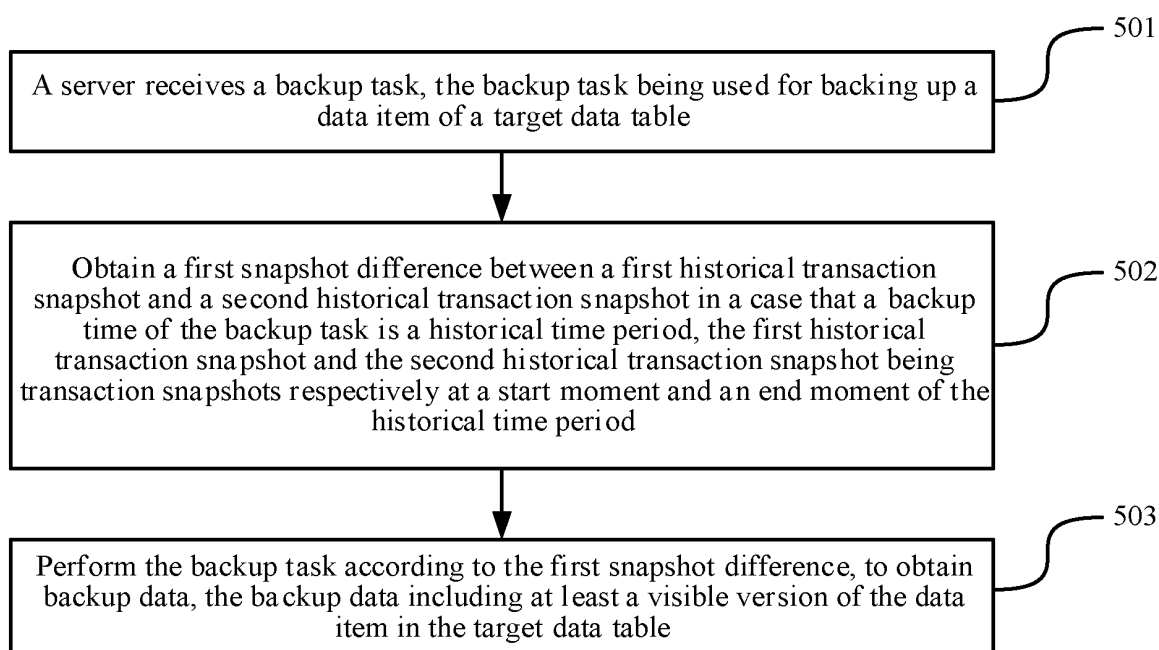 501
A server receives a backup task, the backup task being used for backing up a
data item of a target data table
502
Obtain a first snapshot difference between a first historical transaction
snapshot and a second historical transaction snapshot in a case that a backup
time of the backup task is a historical time period, the first historical
transaction snapshot and the second historical transaction snapshot being
transaction snapshots respectively at a start moment and an end moment of the
historical time period
503
Perform the backup task according to the first snapshot difference, to obtain
backup data, the backup data including at least a visible version of the data
item in the target data table